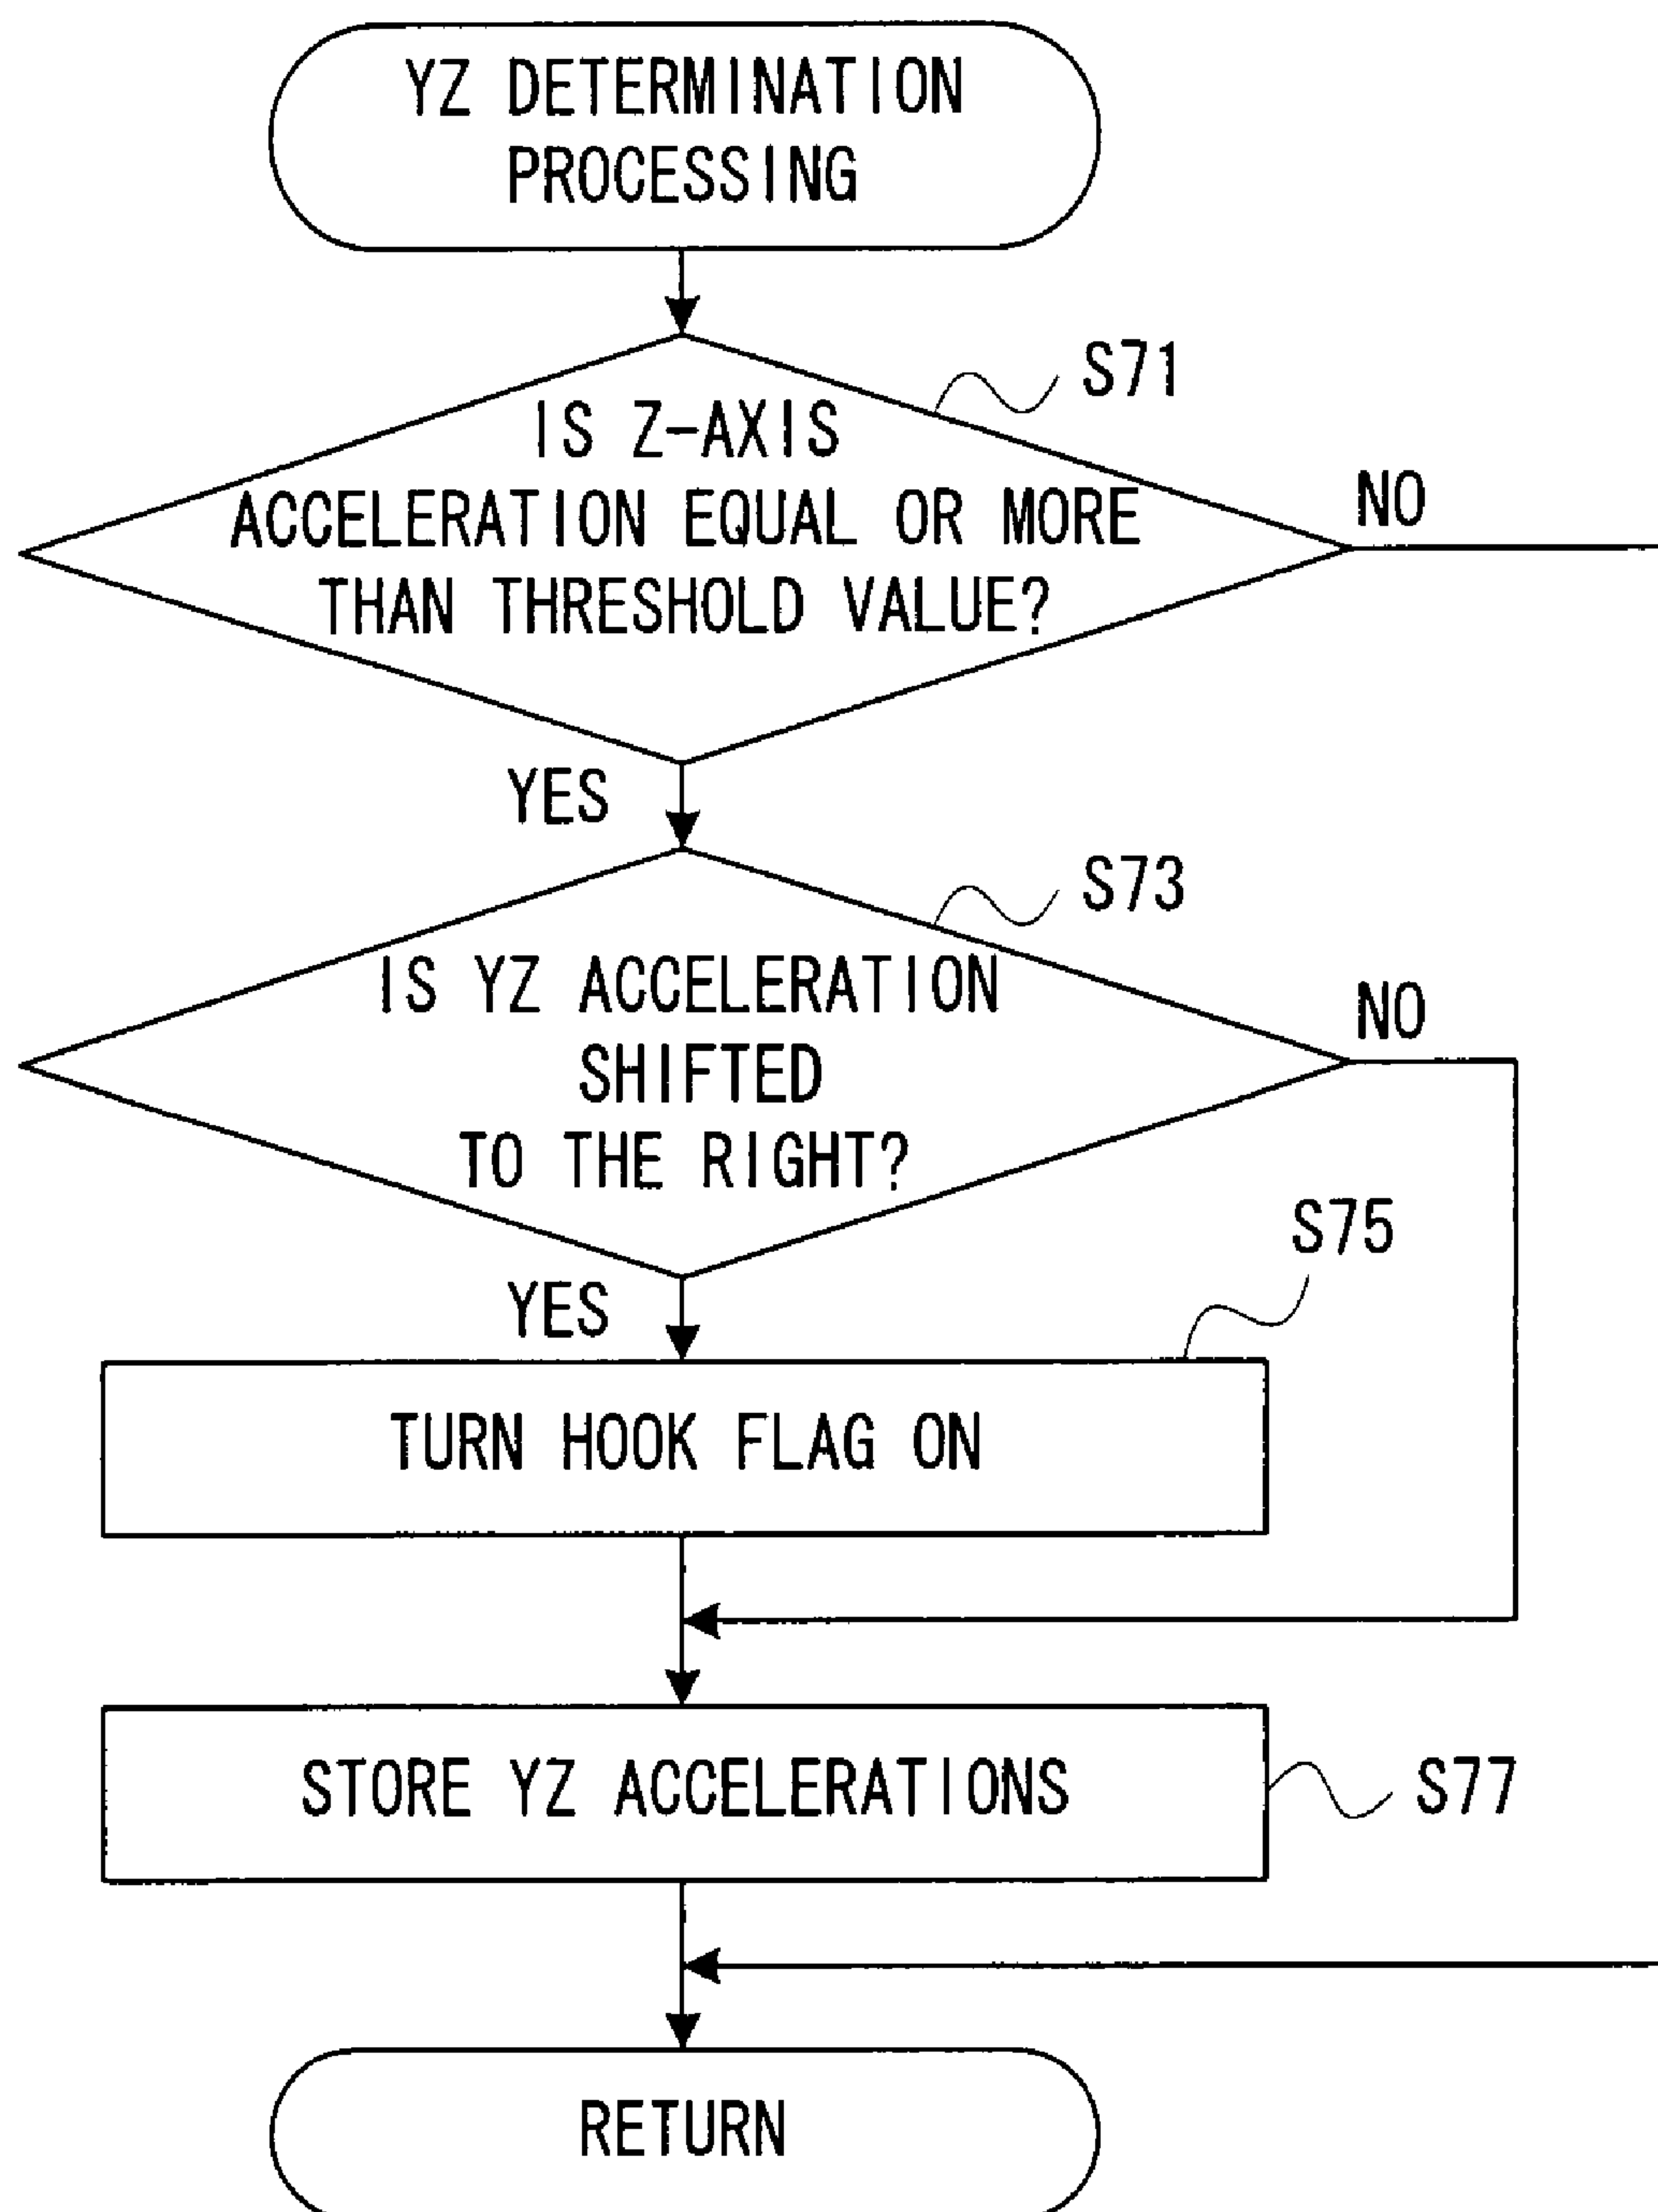 YZ DETERMINATION
PROCESSING
S71
IS Z-AXIS
ACCELERATION EQUAL OR MORE
THAN THRESHOLD VALUE?
NO
YES
S73
IS YZ ACCELERATION
SHIFTED
TO THE RIGHT?
NO
YES
S75
TURN HOOK FLAG ON
STORE YZ ACCELERATIONS
S77
RETURN